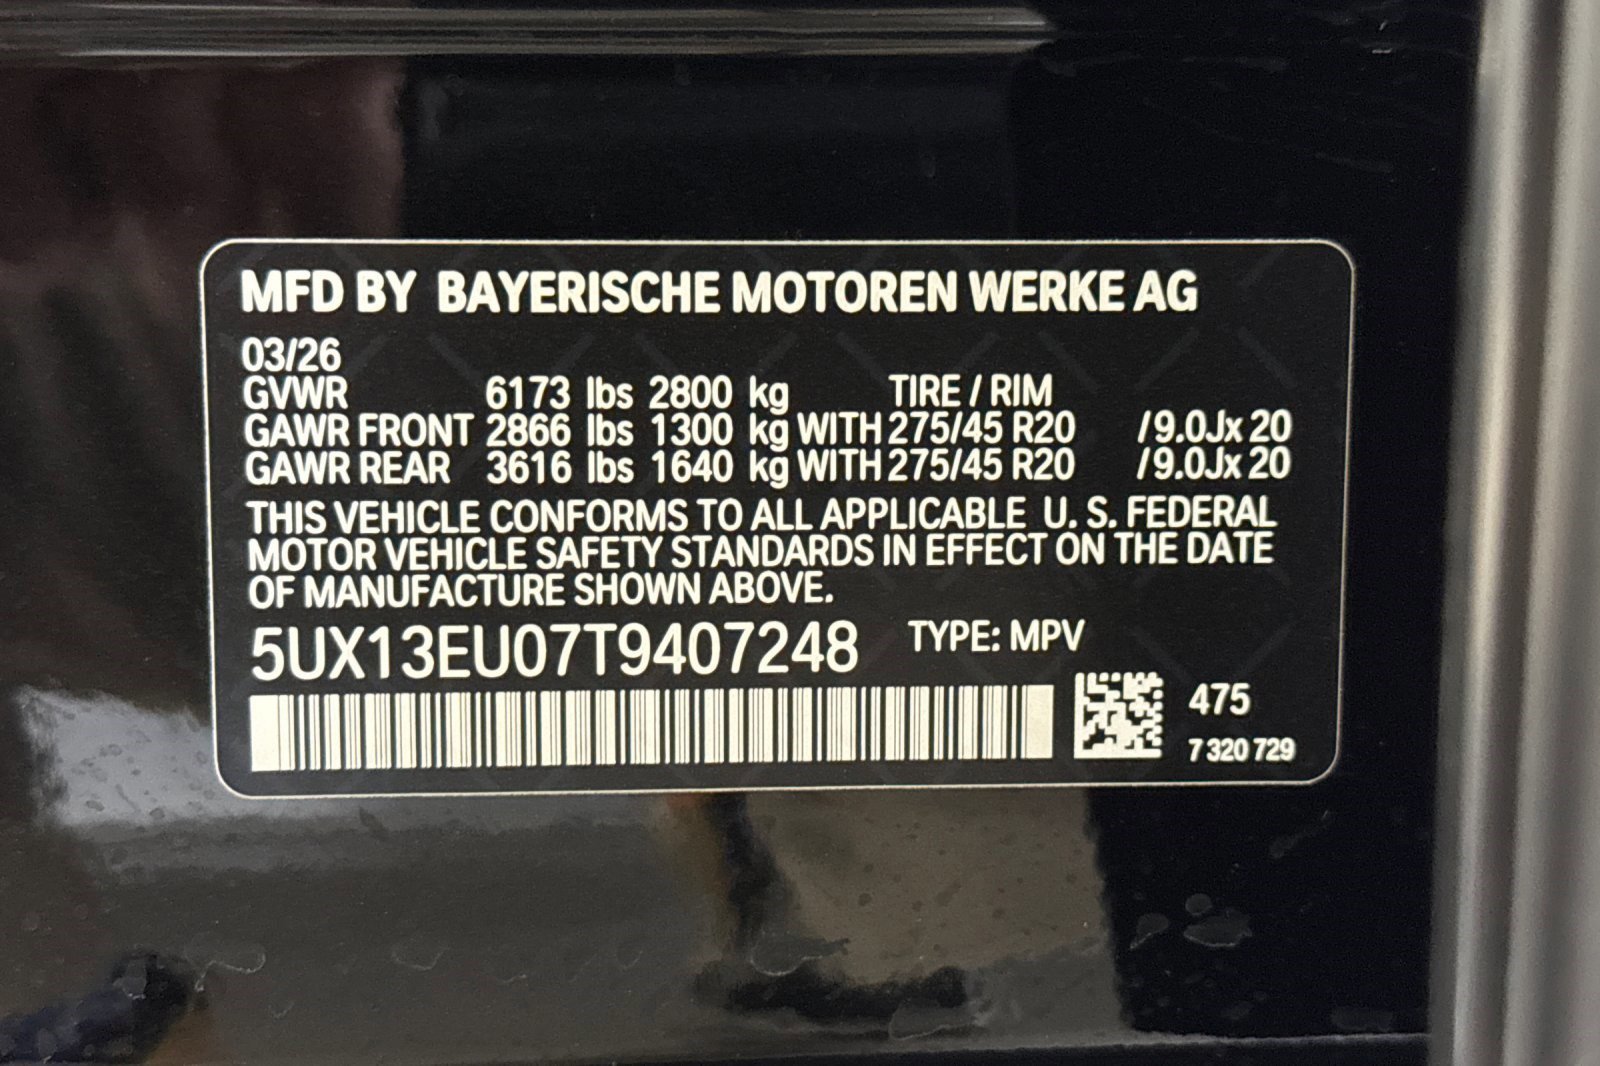 MFD BY BAYERISCHE MOTOREN WERKE AG
03/26
GVWR 6173 lbs 2800 kg TIRE / RIM
GAWR FRONT 2866 lbs 1300 kg WITH 275/45 R20 /9.0Jx 20
GAWR REAR 3616 lbs 1640 kg WITH 275/45 R20 /9.0Jx 20
THIS VEHICLE CONFORMS TO ALL APPLICABLE U. S. FEDERAL
MOTOR VEHICLE SAFETY STANDARDS IN EFFECT ON THE DATE
OF MANUFACTURE SHOWN ABOVE.
5UX13EU07T9407248 TYPE: MPV
475
7 320 729